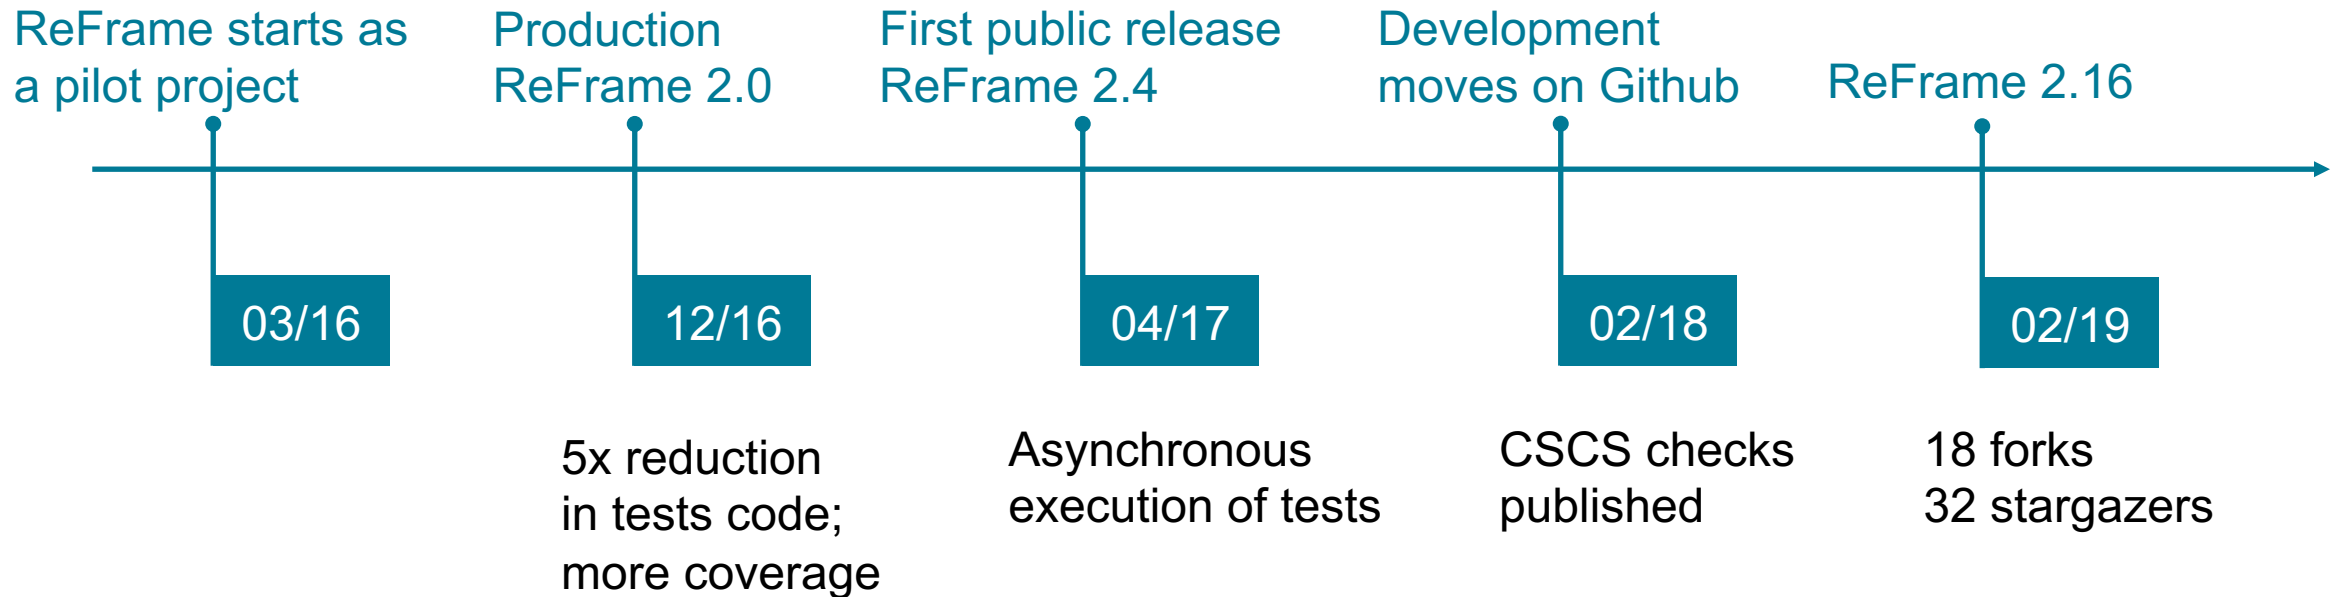 ReFrame starts as
a pilot project
Production
ReFrame 2.0
First public release
ReFrame 2.4
Development
moves on Github
ReFrame 2.16
03/16
12/16
04/17
02/18
02/19
5x reduction
in tests code;
more coverage
Asynchronous
execution of tests
CSCS checks
published
18 forks
32 stargazers